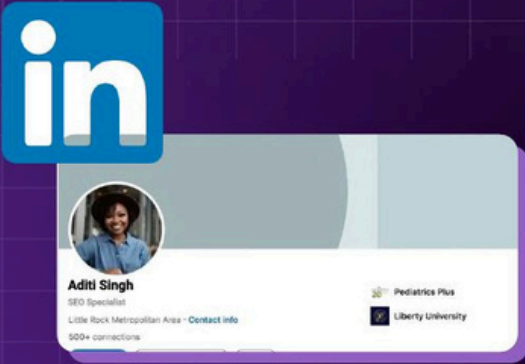 in
Aditi Singh
SEO Specialist
Little Rock Metropolitan Area - Contact info
500+ connections
Pediatrics Plus
Liberty University